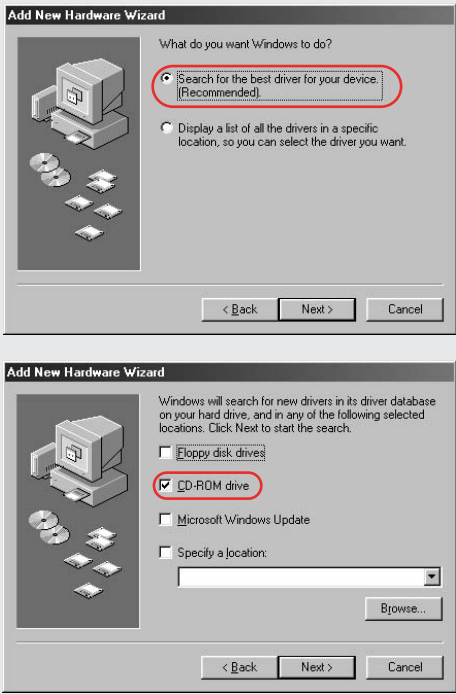 Add New Hardware Wizard
What do you want Windows to do?
Search for the best driver for your device.
(Recommended).
Display a list of all the drivers in a specific
location, so you can select the driver you want.
< Back
Next >
Cancel
Add New Hardware Wizard
Windows will search for new drivers in its driver database
on your hard drive, and in any of the following selected
locations. Click Next to start the search.
Floppy disk drives
CD-ROM drive
Microsoft Windows Update
Specify a location:
Browse...
< Back
Next >
Cancel